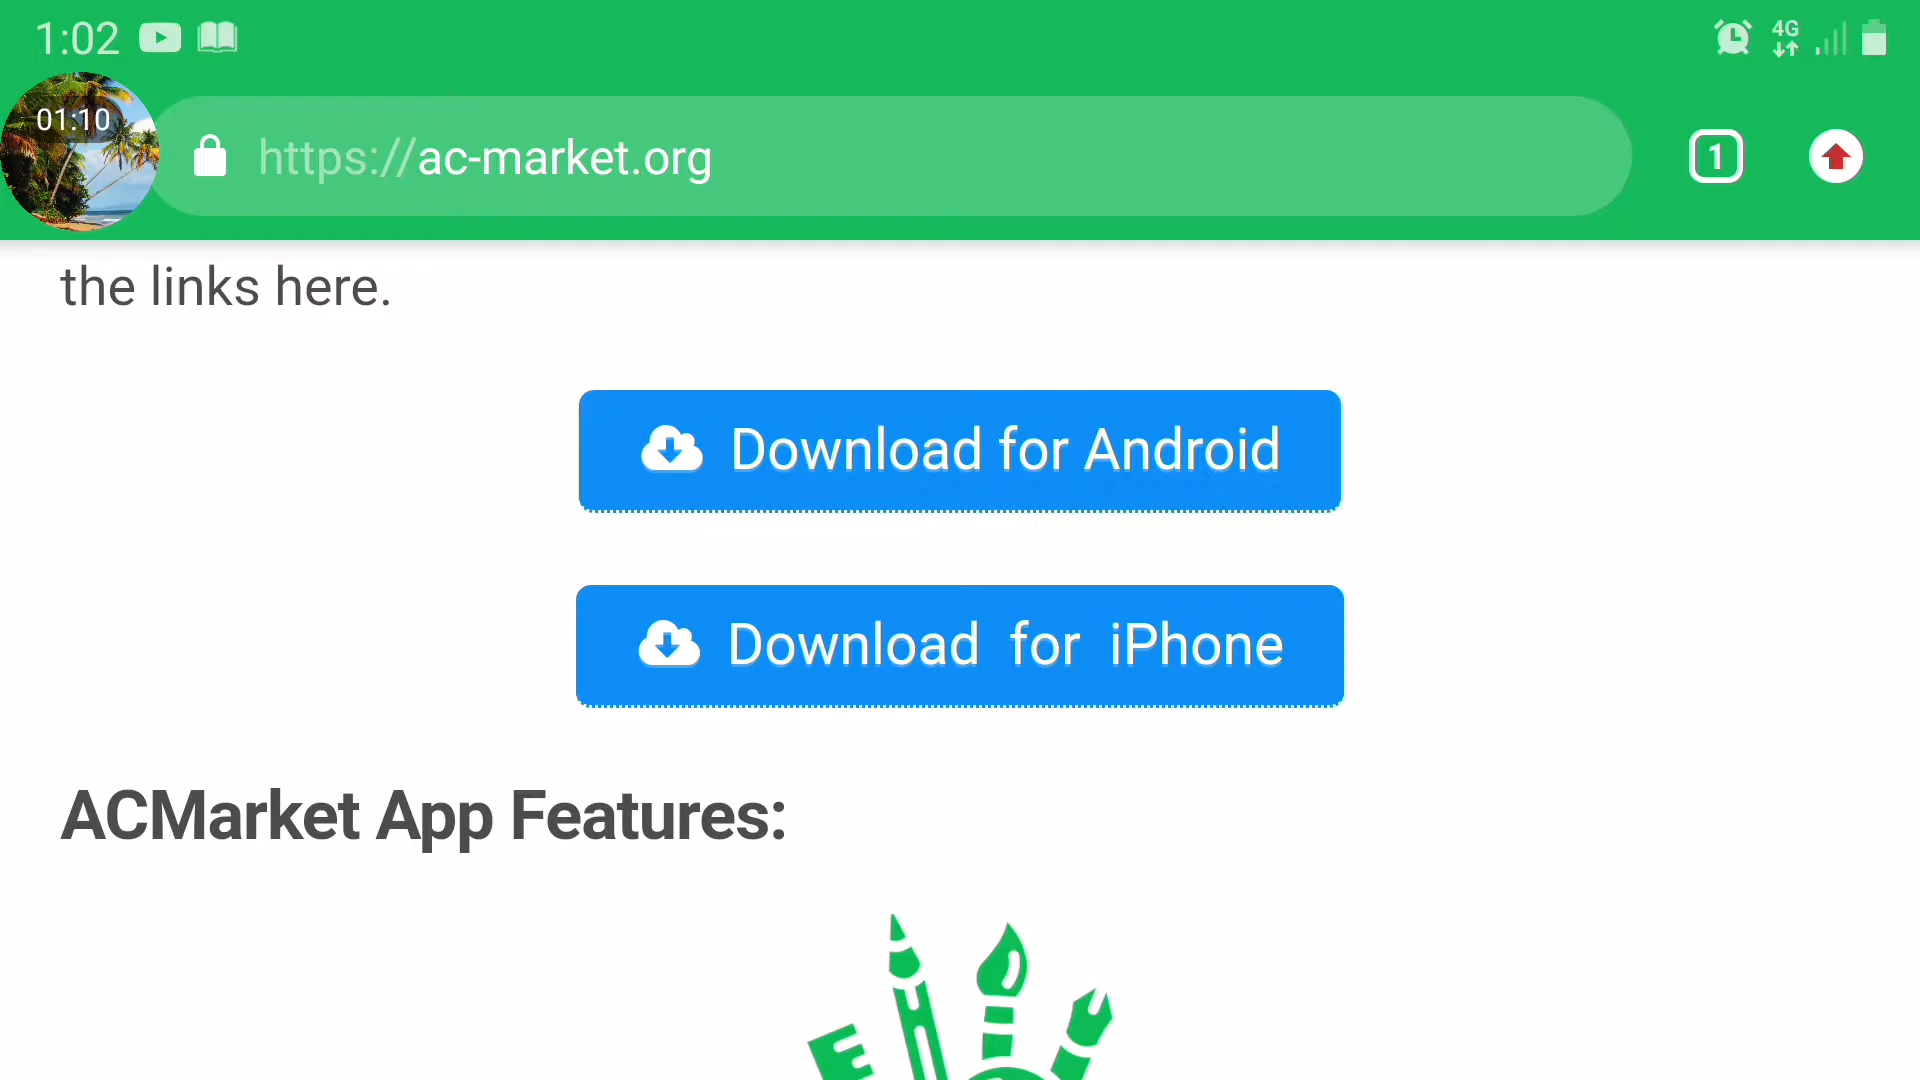 1:02
4G
01:10
https://ac-market.org
1
the links here.
Download for Android
Download for iPhone
ACMarket App Features: